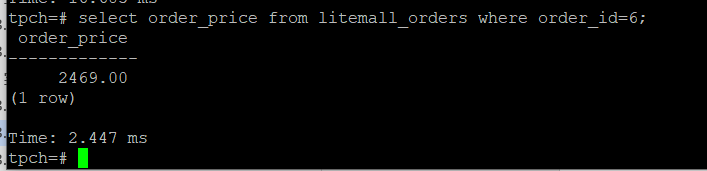 tpch=# select order_price from litemall_orders where order_id=6;
 order_price
-------------
     2469.00
(1 row)

Time: 2.447 ms
tpch=#